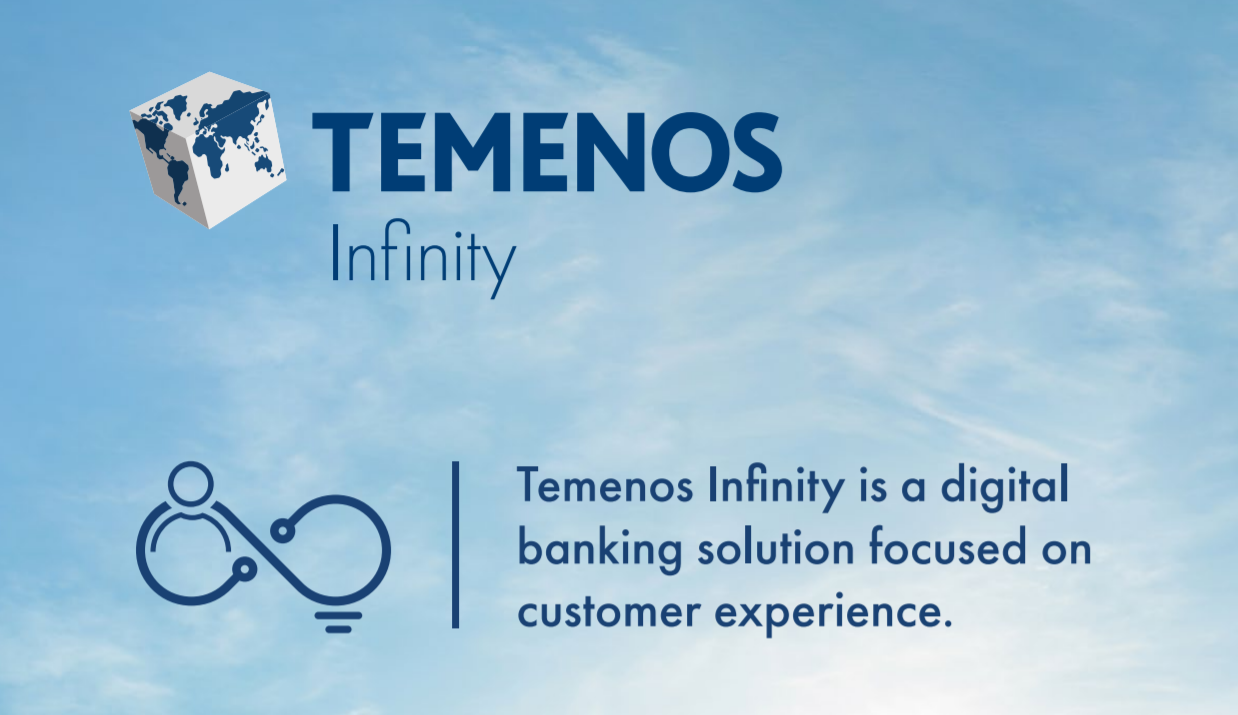 TEMENOS
Infinity
Temenos Infinity is a digital
banking solution focused on
customer experience.